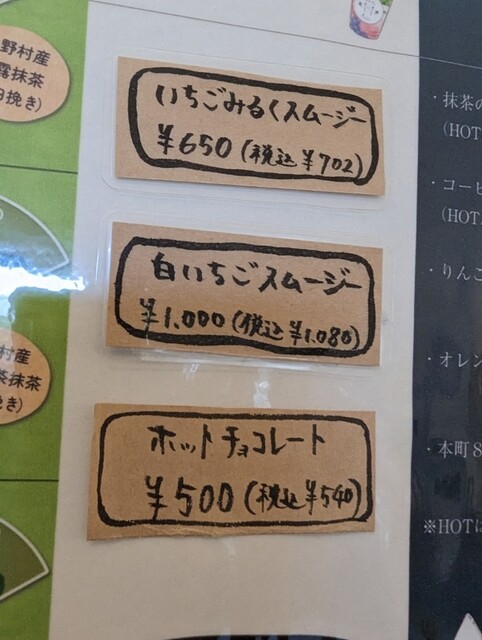 野村産
露抹茶
挽き)
いちごみるくスムージー
¥650(税込¥702)
白いちごスムージー
¥1.000(税込¥1.080)
村産
茶抹茶
き)
ホットチョコレート
¥500(税込¥540)
・抹茶の
(HOT
・コーヒ
(HOT
・りんご
・オレン
・本町8
※HOTは